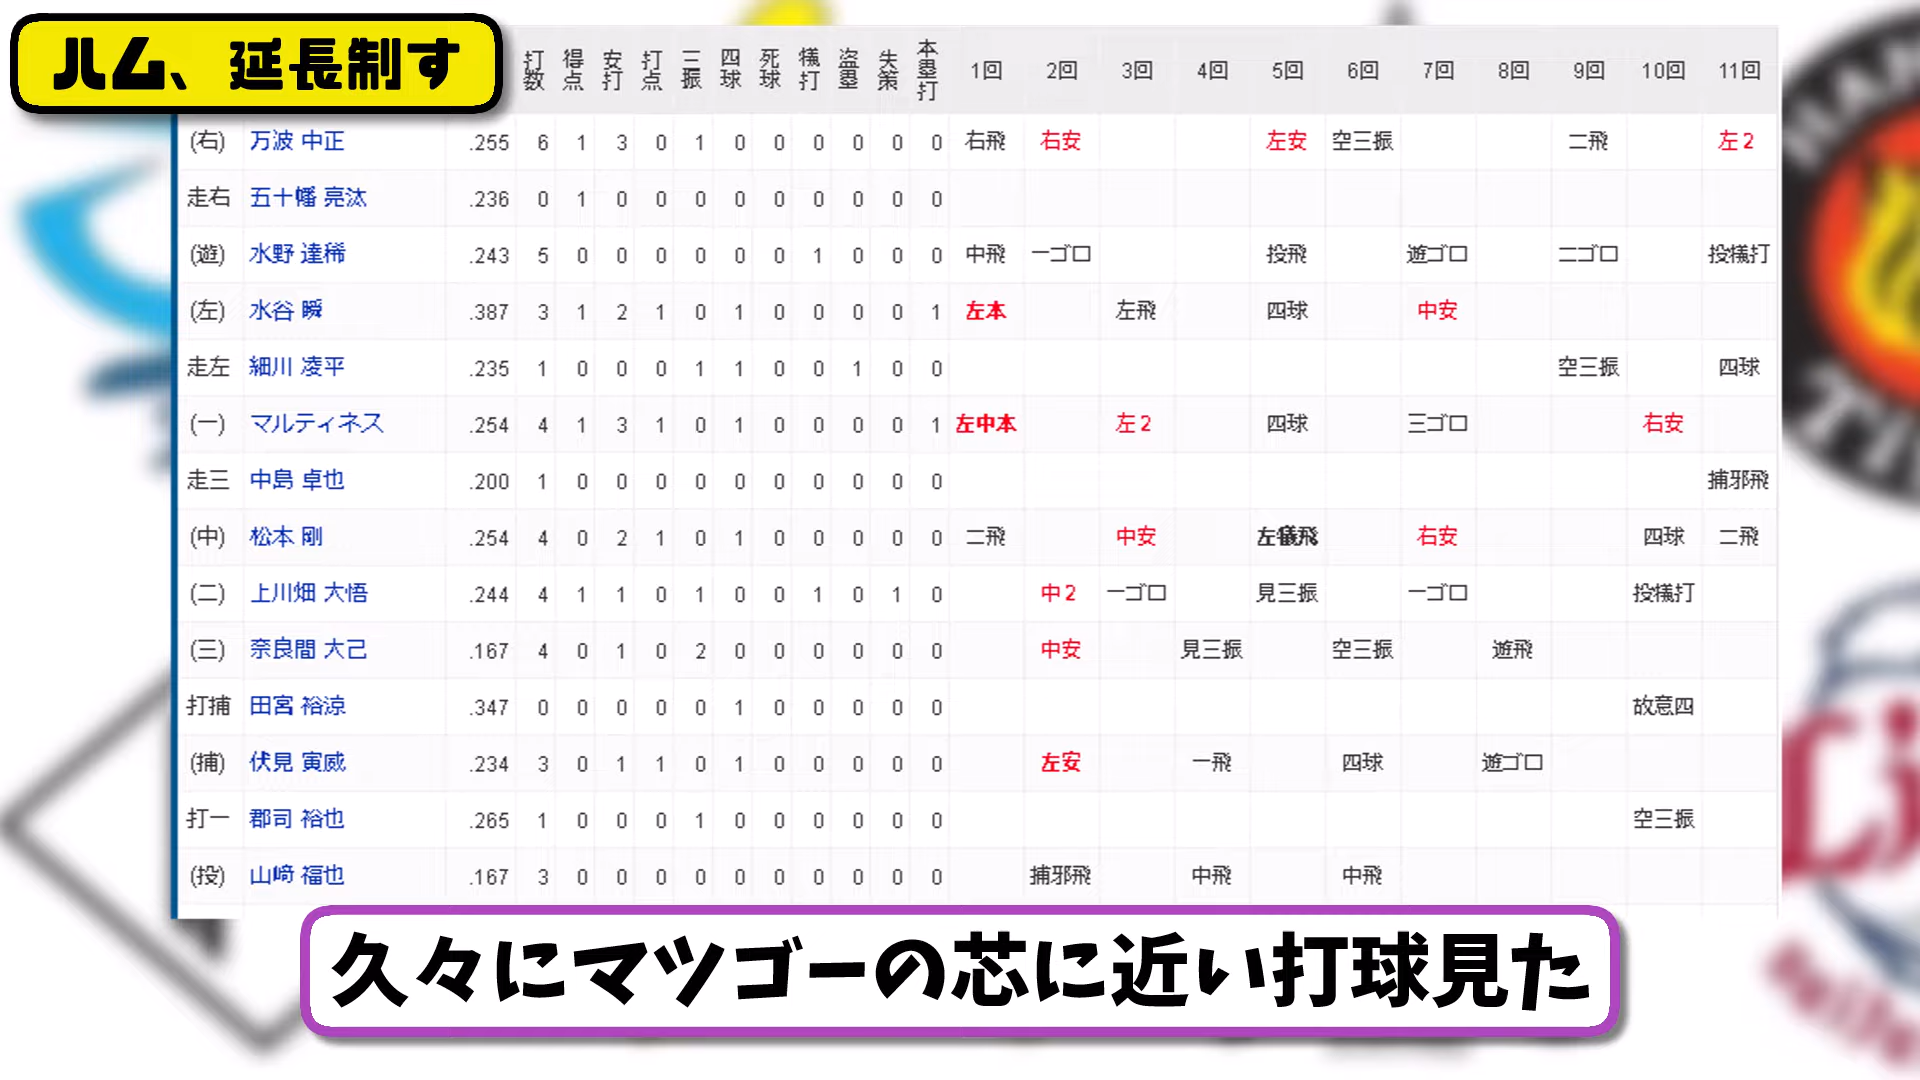 ハム、延長制す
打数 得点 安打 打点 三振 四球 死球 犠打 盗塁 失策 本塁打 1回 2回 3回 4回 5回 6回 7回 8回 9回 10回 11回
(右) 万波 中正 .255 6 1 3 0 1 0 0 0 0 0 0 右飛 右安 左安 空三振 二飛 左2
走右 五十幡 亮汰 .236 0 1 0 0 0 0 0 0 0 0 0
(遊) 水野 達稀 .243 5 0 0 0 0 0 0 1 0 0 0 中飛 一ゴロ 投飛 遊ゴロ 二ゴロ 投犠打
(左) 水谷 瞬 .387 3 1 2 1 0 1 0 0 0 0 1 左本 左飛 四球 中安
走左 細川 凌平 .235 1 0 0 0 1 1 0 0 1 0 0 空三振 四球
(一) マルティネス .254 4 1 3 1 0 1 0 0 0 0 1 左中本 左2 四球 三ゴロ 右安
走三 中島 卓也 .200 1 0 0 0 0 0 0 0 0 0 0 捕邪飛
(中) 松本 剛 .254 4 0 2 1 0 1 0 0 0 0 0 二飛 中安 左犠飛 右安 四球 二飛
(二) 上川畑 大悟 .244 4 1 1 0 1 0 0 1 0 1 0 中2 一ゴロ 見三振 一ゴロ 投犠打
(三) 奈良間 大己 .167 4 0 1 0 2 0 0 0 0 0 0 中安 見三振 空三振 遊飛
打捕 田宮 裕涼 .347 0 0 0 0 0 1 0 0 0 0 0 故意四
(捕) 伏見 寅威 .234 3 0 1 1 0 1 0 0 0 0 0 左安 一飛 四球 遊ゴロ
打一 郡司 裕也 .265 1 0 0 0 1 0 0 0 0 0 0 空三振
(投) 山﨑 福也 .167 3 0 0 0 0 0 0 0 0 0 0 捕邪飛 中飛 中飛
久々にマツゴーの芯に近い打球見た